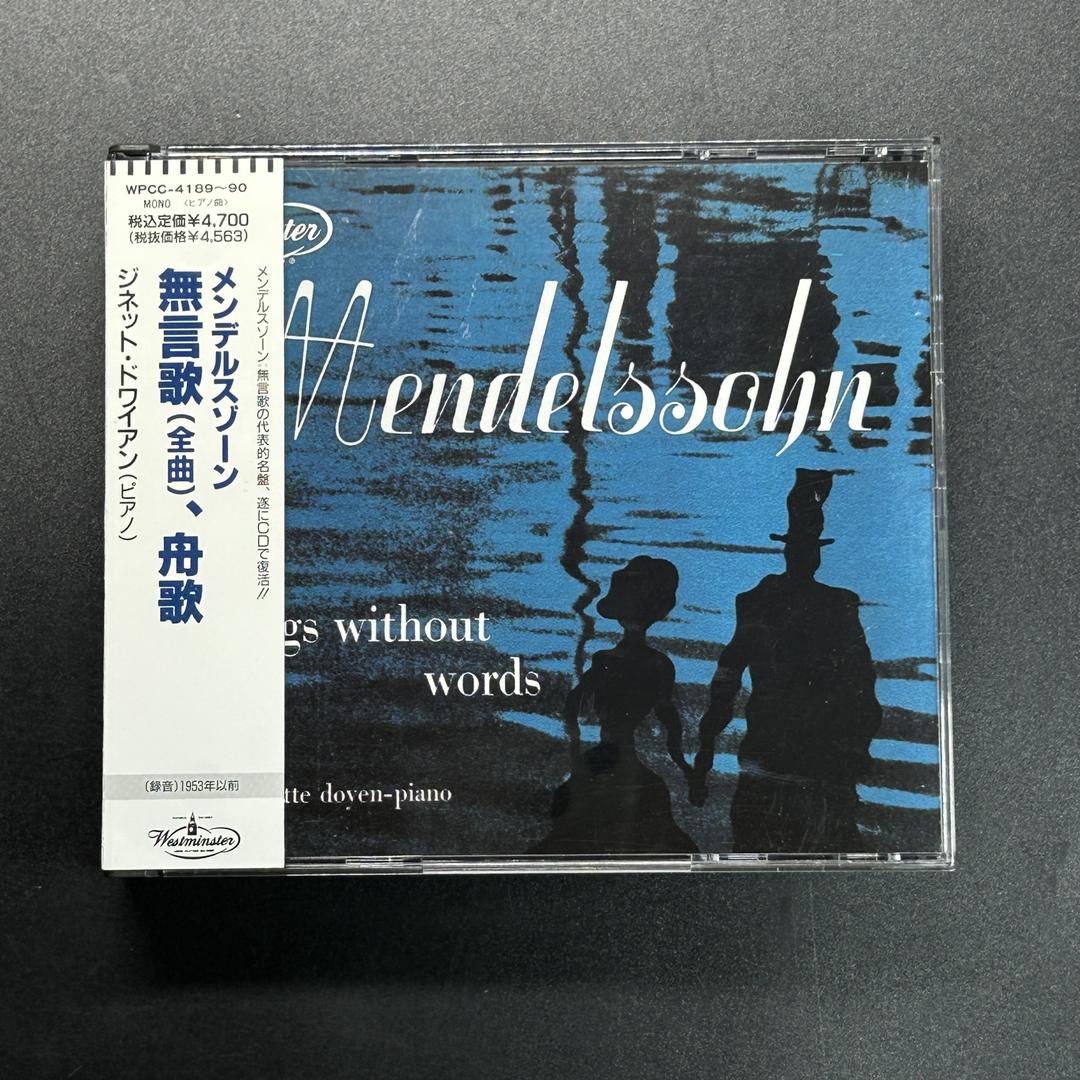 WPCC-4189〜90
MONO 〈ピアノ曲〉
税込定価¥4,700
(税抜価格¥4,563)
メンデルスゾーン:無言歌の代表的名盤、遂にCDで復活!!
メンデルスゾーン
無言歌(全曲)、舟歌
ジネット・ドワイアン(ピアノ)
(録音)1953年以前
Westminster
ter
Mendelssohn
gs without
words
tte doyen-piano